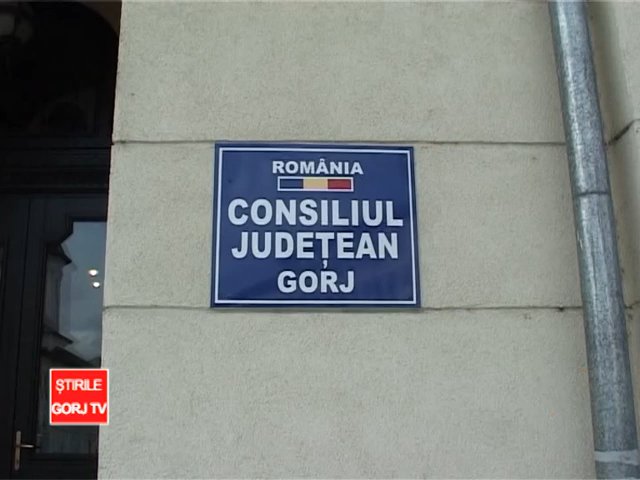 ROMÂNIA
CONSILIUL
JUDEȚEAN
GORJ
ȘTIRILE
GORJ TV